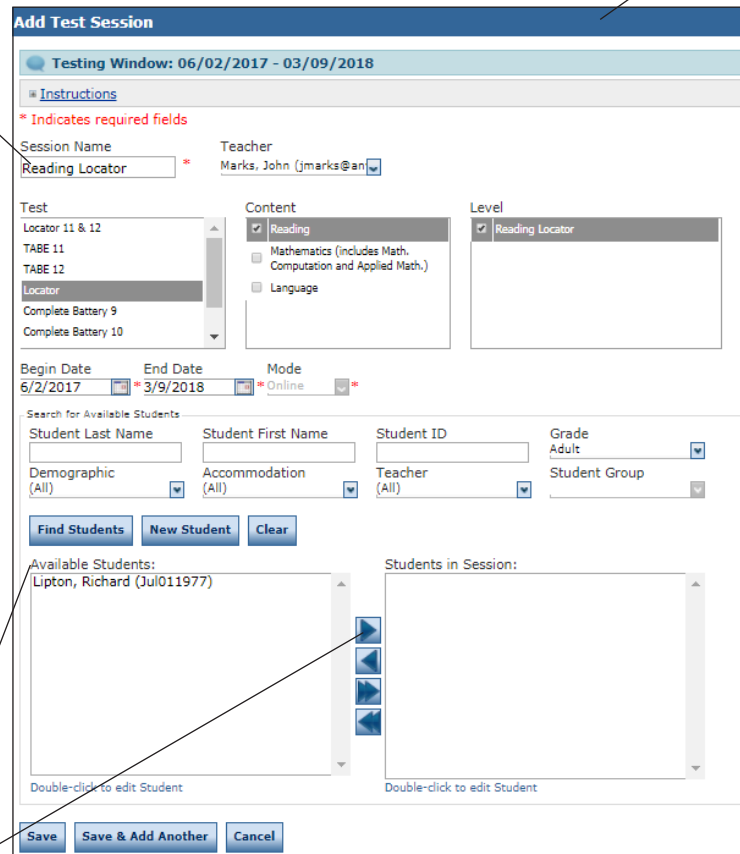 Add Test Session
Testing Window: 06/02/2017 - 03/09/2018
Instructions
* Indicates required fields
Session Name Teacher
Reading Locator * Marks, John (jmarks@an
Test Content Level
Locator 11 & 12
TABE 11
TABE 12
Locator
Complete Battery 9
Complete Battery 10
Reading
Mathematics (includes Math.
Computation and Applied Math.)
Language
Reading Locator
Begin Date End Date Mode
6/2/2017 * 3/9/2018 * Online *
Search for Available Students
Student Last Name Student First Name Student ID Grade
Adult
Demographic Accommodation Teacher Student Group
(All) (All) (All)
Find Students New Student Clear
Available Students: Students in Session:
Lipton, Richard (Jul011977)
Double-click to edit Student Double-click to edit Student
Save Save & Add Another Cancel